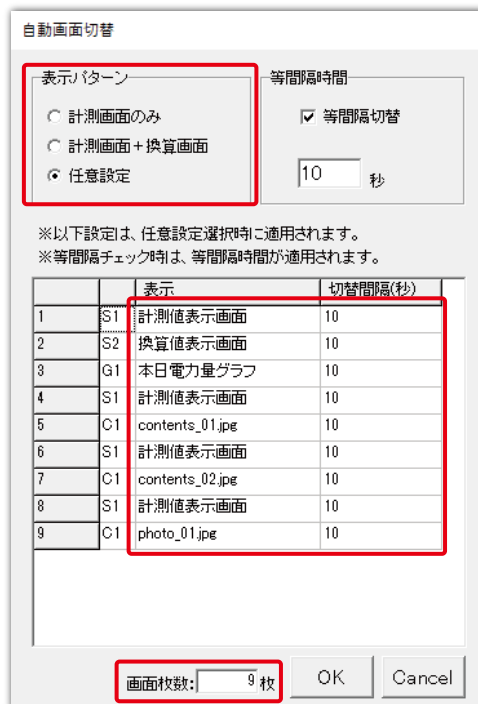 自動画面切替
表示パターン
計測画面のみ
計測画面+換算画面
任意設定
等間隔時間
等間隔切替
10 秒
※以下設定は、任意設定選択時に適用されます。
※等間隔チェック時は、等間隔時間が適用されます。
表示 切替間隔(秒)
1 S1 計測値表示画面 10
2 S2 換算値表示画面 10
3 G1 本日電力量グラフ 10
4 S1 計測値表示画面 10
5 C1 contents_01.jpg 10
6 S1 計測値表示画面 10
7 C1 contents_02.jpg 10
8 S1 計測値表示画面 10
9 C1 photo_01.jpg 10
画面枚数: 9 枚 OK Cancel